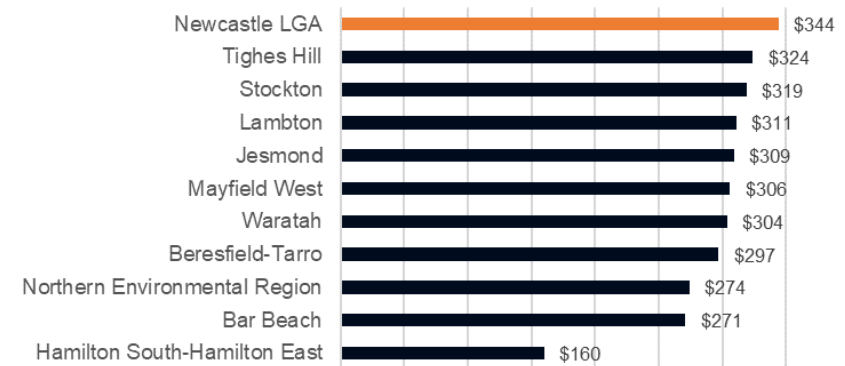 Newcastle LGA $344
Tighes Hill $324
Stockton $319
Lambton $311
Jesmond $309
Mayfield West $306
Waratah $304
Beresfield-Tarro $297
Northern Environmental Region $274
Bar Beach $271
Hamilton South-Hamilton East $160